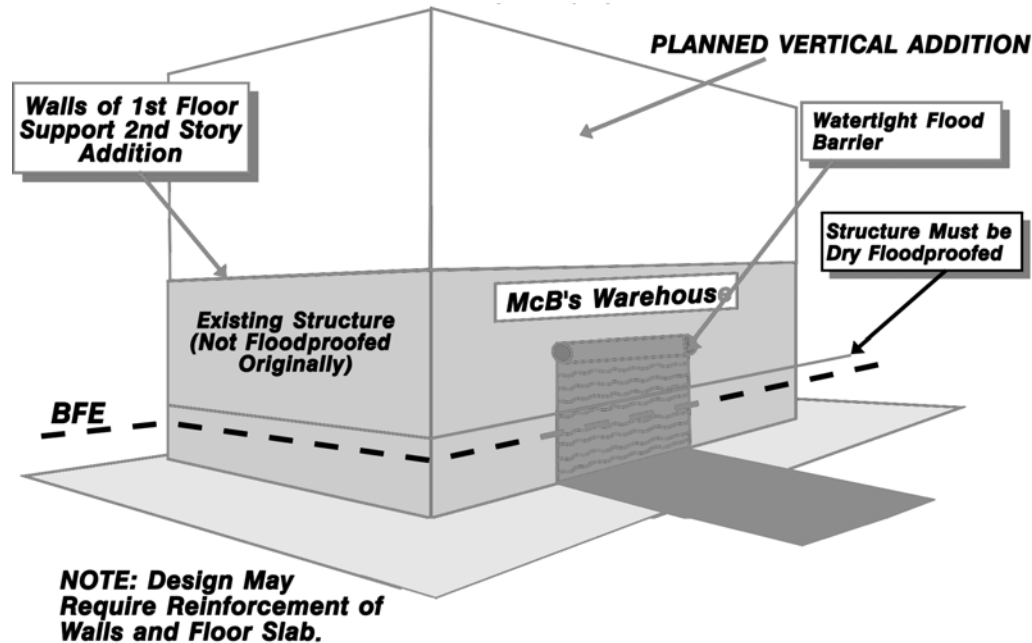 PLANNED VERTICAL ADDITION
Walls of 1st Floor
Support 2nd Story
Addition
Watertight Flood
Barrier
Structure Must be
Dry Floodproofed
McB's Warehouse
Existing Structure
(Not Floodproofed
Originally)
BFE
NOTE: Design May
Require Reinforcement of
Walls and Floor Slab.